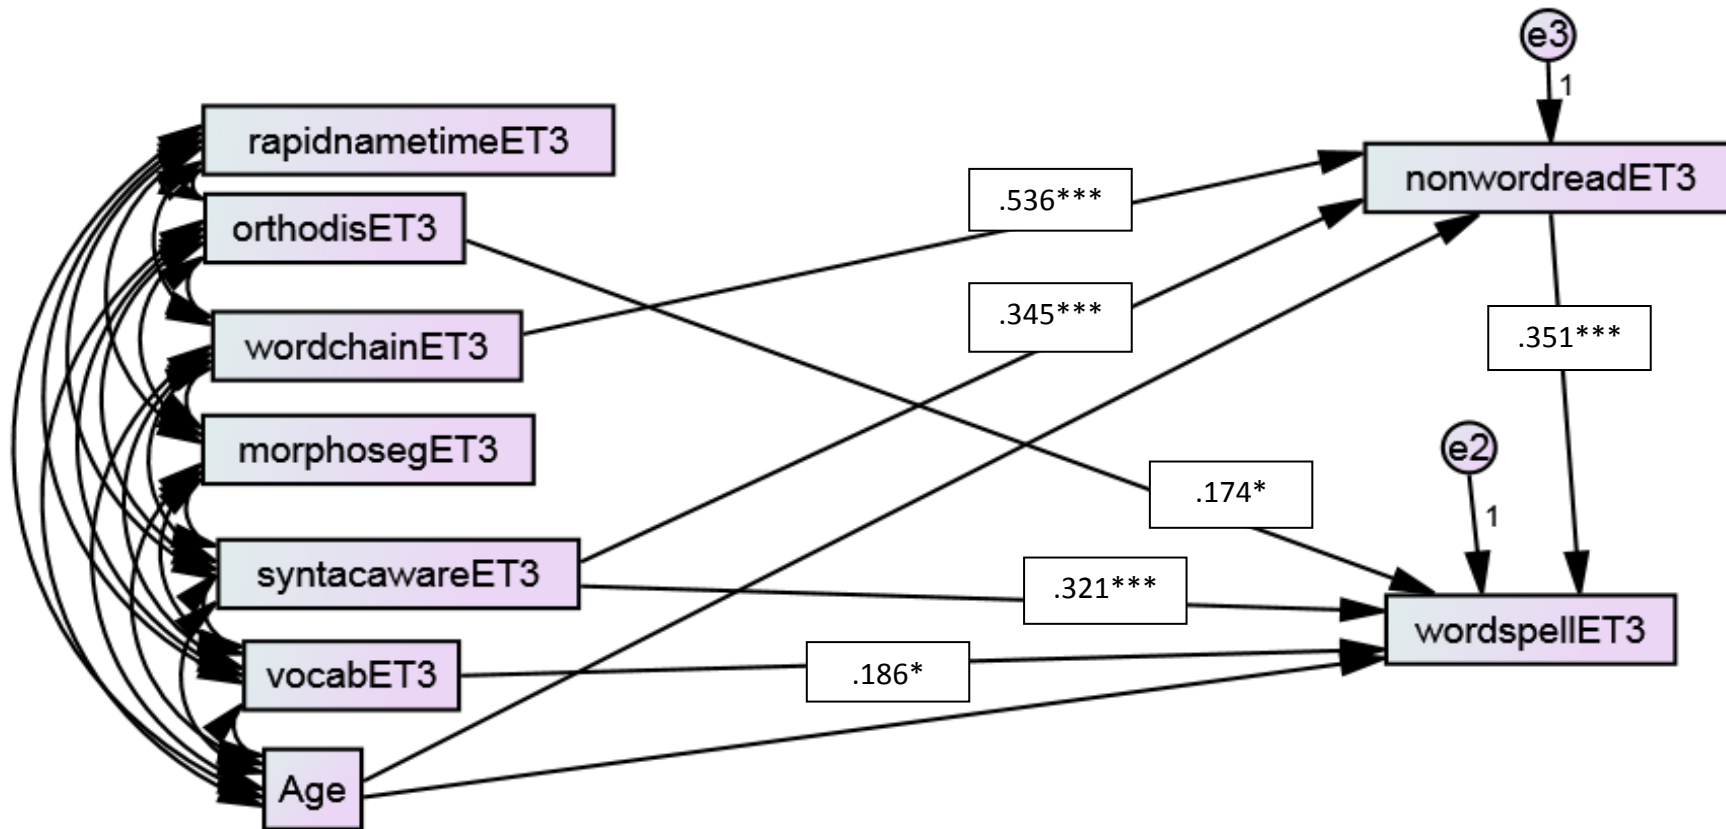 e3
1
rapidnametimeET3
nonwordreadET3
.536***
orthodisET3
.345***
wordchainET3
.351***
morphosegET3
e2
.174*
1
syntacawareET3
.321***
wordspellET3
vocabET3
.186*
Age